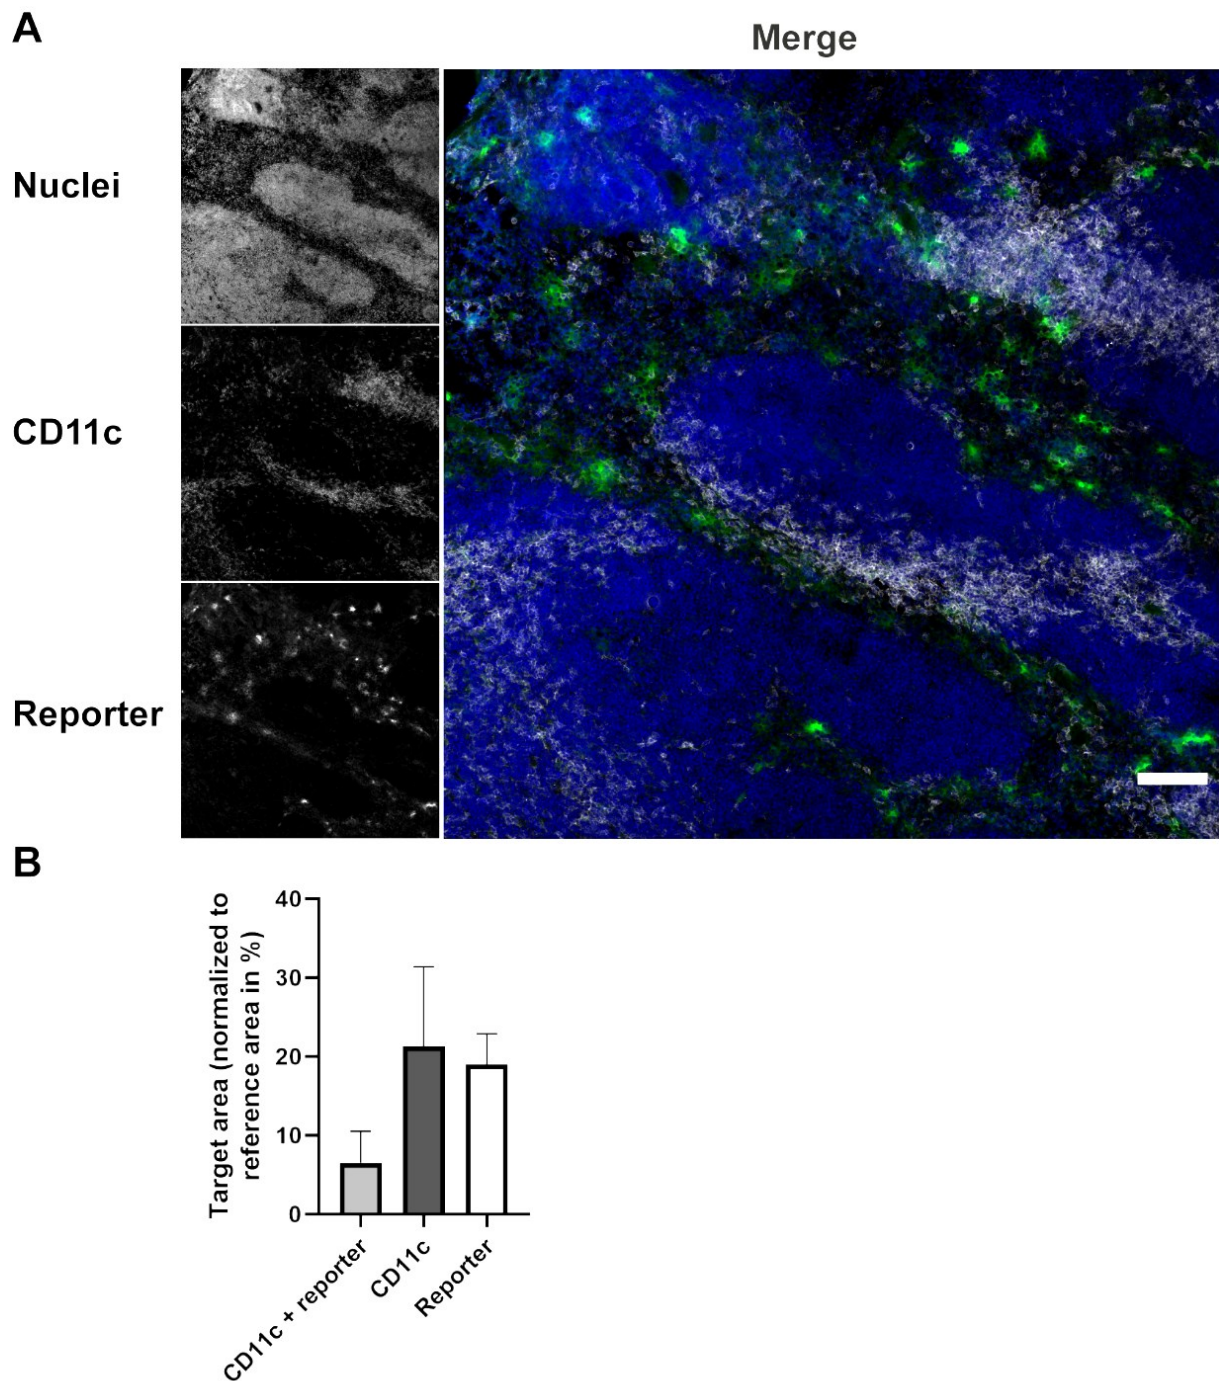 A
Merge
Nuclei
CD11c
Reporter
B
Target area (normalized to
reference area in %)
40
30
20
10
0
CD11c + reporter
CD11c
Reporter